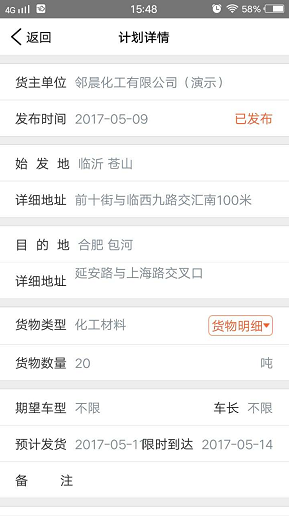 4G 15:48 58%
返回 计划详情
货主单位 邻晨化工有限公司（演示）
发布时间 2017-05-09 已发布
始发地 临沂 苍山
详细地址 前十街与临西九路交汇南100米
目的地 合肥 包河
详细地址 延安路与上海路交叉口
货物类型 化工材料 货物明细
货物数量 20 吨
期望车型 不限 车长 不限
预计发货 2017-05-11 限时到达 2017-05-14
备注